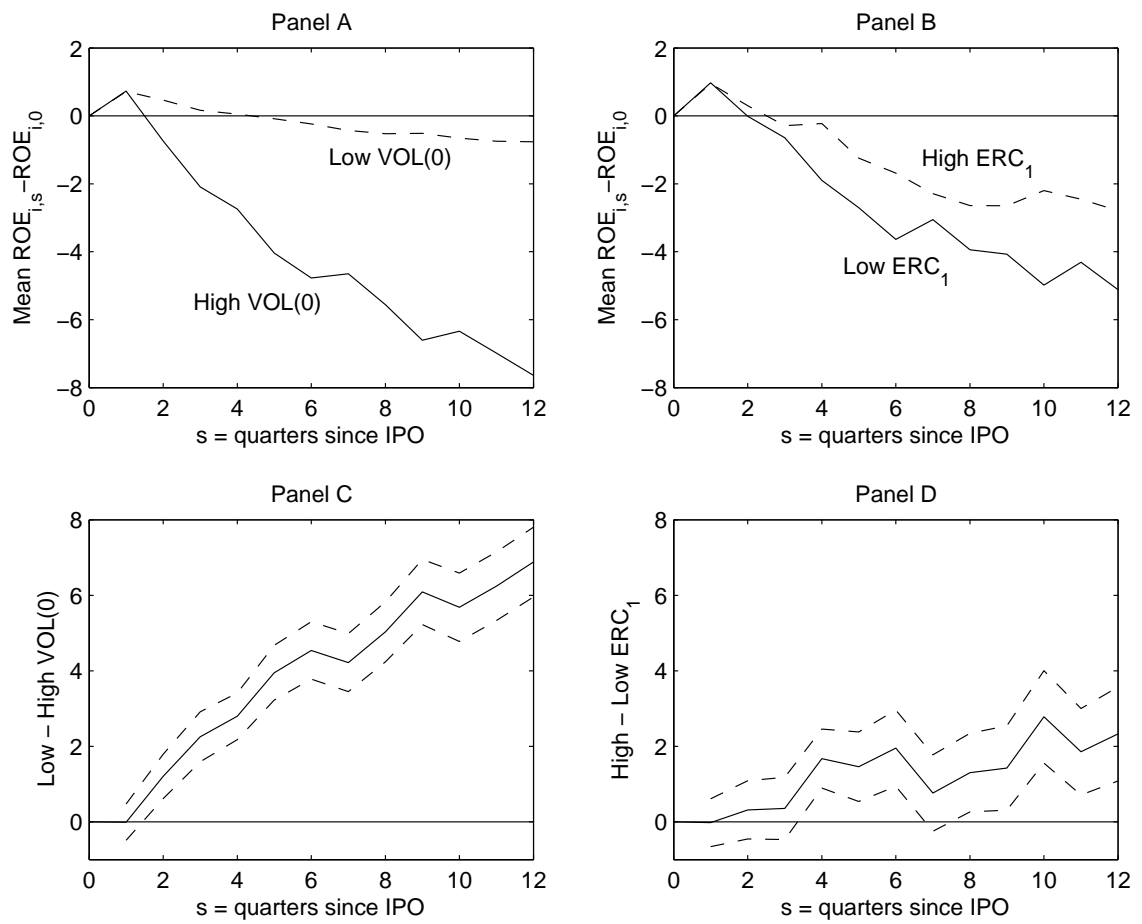 Panel A
Mean ROE_{i,s}−ROE_{i,0}
2
0
−2
−4
−6
−8
Low VOL(0)
High VOL(0)
0 2 4 6 8 10 12
s = quarters since IPO
Panel B
Mean ROE_{i,s}−ROE_{i,0}
2
0
−2
−4
−6
−8
High ERC_1
Low ERC_1
0 2 4 6 8 10 12
s = quarters since IPO
Panel C
Low − High VOL(0)
8
6
4
2
0
0 2 4 6 8 10 12
s = quarters since IPO
Panel D
High − Low ERC_1
8
6
4
2
0
0 2 4 6 8 10 12
s = quarters since IPO